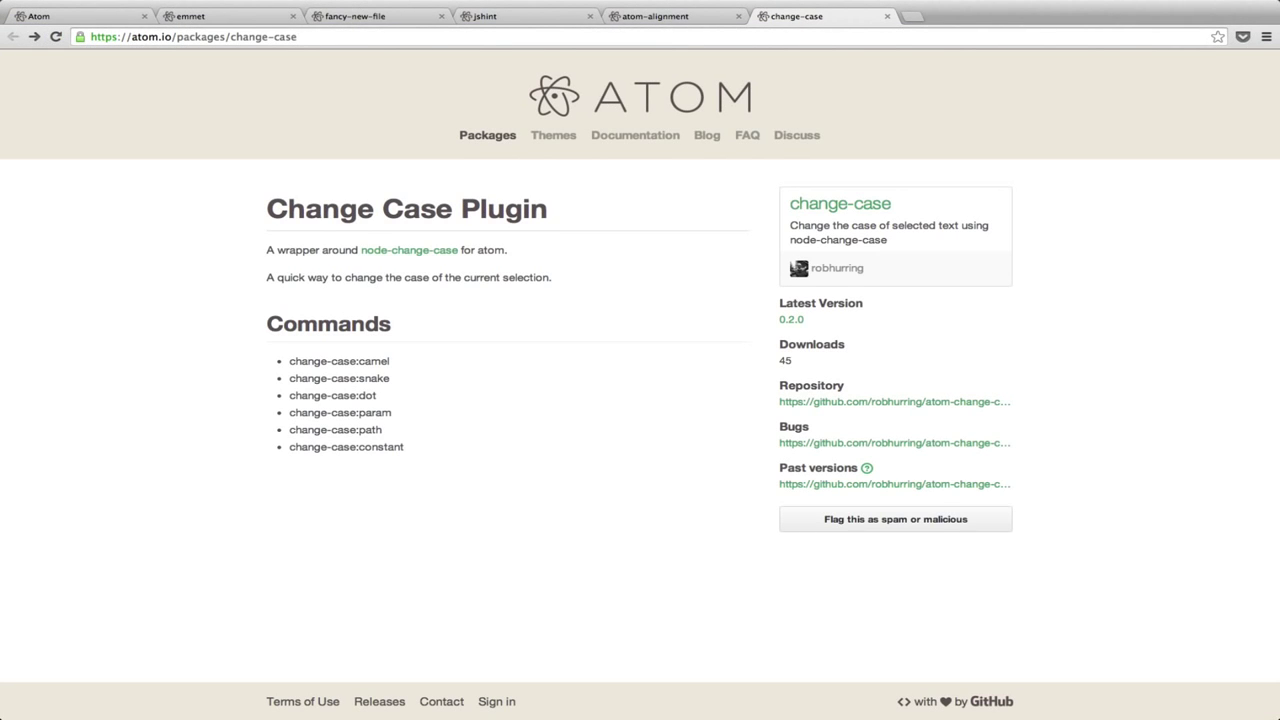 Atom
emmet
fancy-new-file
jshint
atom-alignment
change-case
https://atom.io/packages/change-case
ATOM
Packages Themes Documentation Blog FAQ Discuss
Change Case Plugin
A wrapper around node-change-case for atom.
A quick way to change the case of the current selection.
Commands
• change-case:camel
• change-case:snake
• change-case:dot
• change-case:param
• change-case:path
• change-case:constant
change-case
Change the case of selected text using
node-change-case
robhurring
Latest Version
0.2.0
Downloads
45
Repository
https://github.com/robhurring/atom-change-c...
Bugs
https://github.com/robhurring/atom-change-c...
Past versions ?
https://github.com/robhurring/atom-change-c...
Flag this as spam or malicious
Terms of Use Releases Contact Sign in
<> with ♥ by GitHub